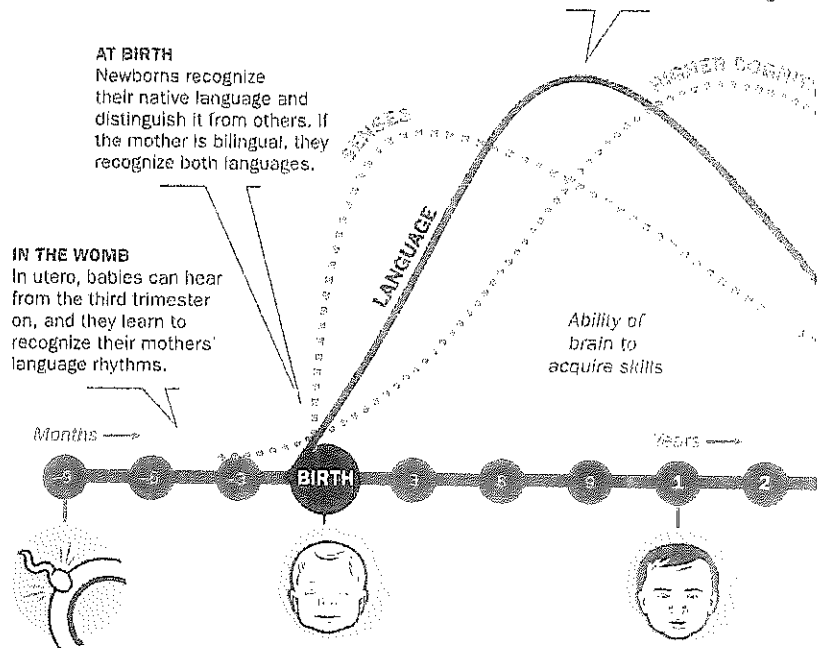 AT BIRTH
Newborns recognize
their native language and
distinguish it from others. If
the mother is bilingual, they
recognize both languages.
SENSES
HIGHER COGNITI
LANGUAGE
IN THE WOMB
In utero, babies can hear
from the third trimester
on, and they learn to
recognize their mothers'
language rhythms.
Ability of
brain to
acquire skills
Months
Years
BIRTH 3 6 9 1 2